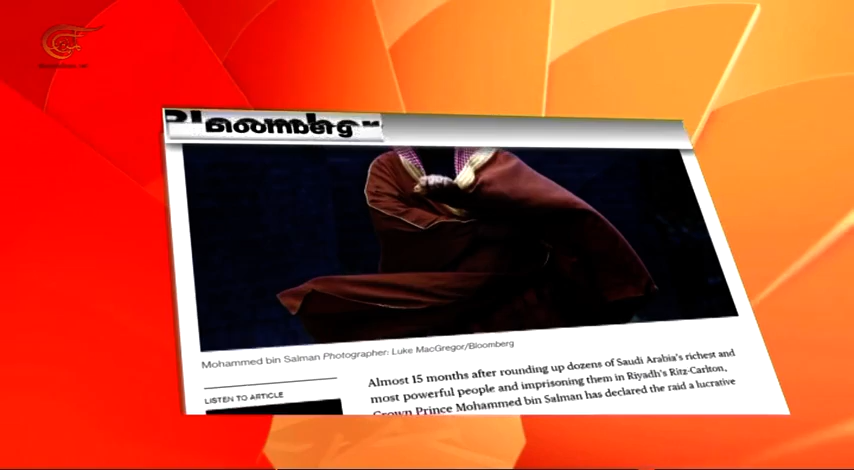 الميادين
Bloomberg
Mohammed bin Salman Photographer: Luke MacGregor/Bloomberg
LISTEN TO ARTICLE
Almost 15 months after rounding up dozens of Saudi Arabia's richest and
most powerful people and imprisoning them in Riyadh's Ritz-Carlton,
Crown Prince Mohammed bin Salman has declared the raid a lucrative